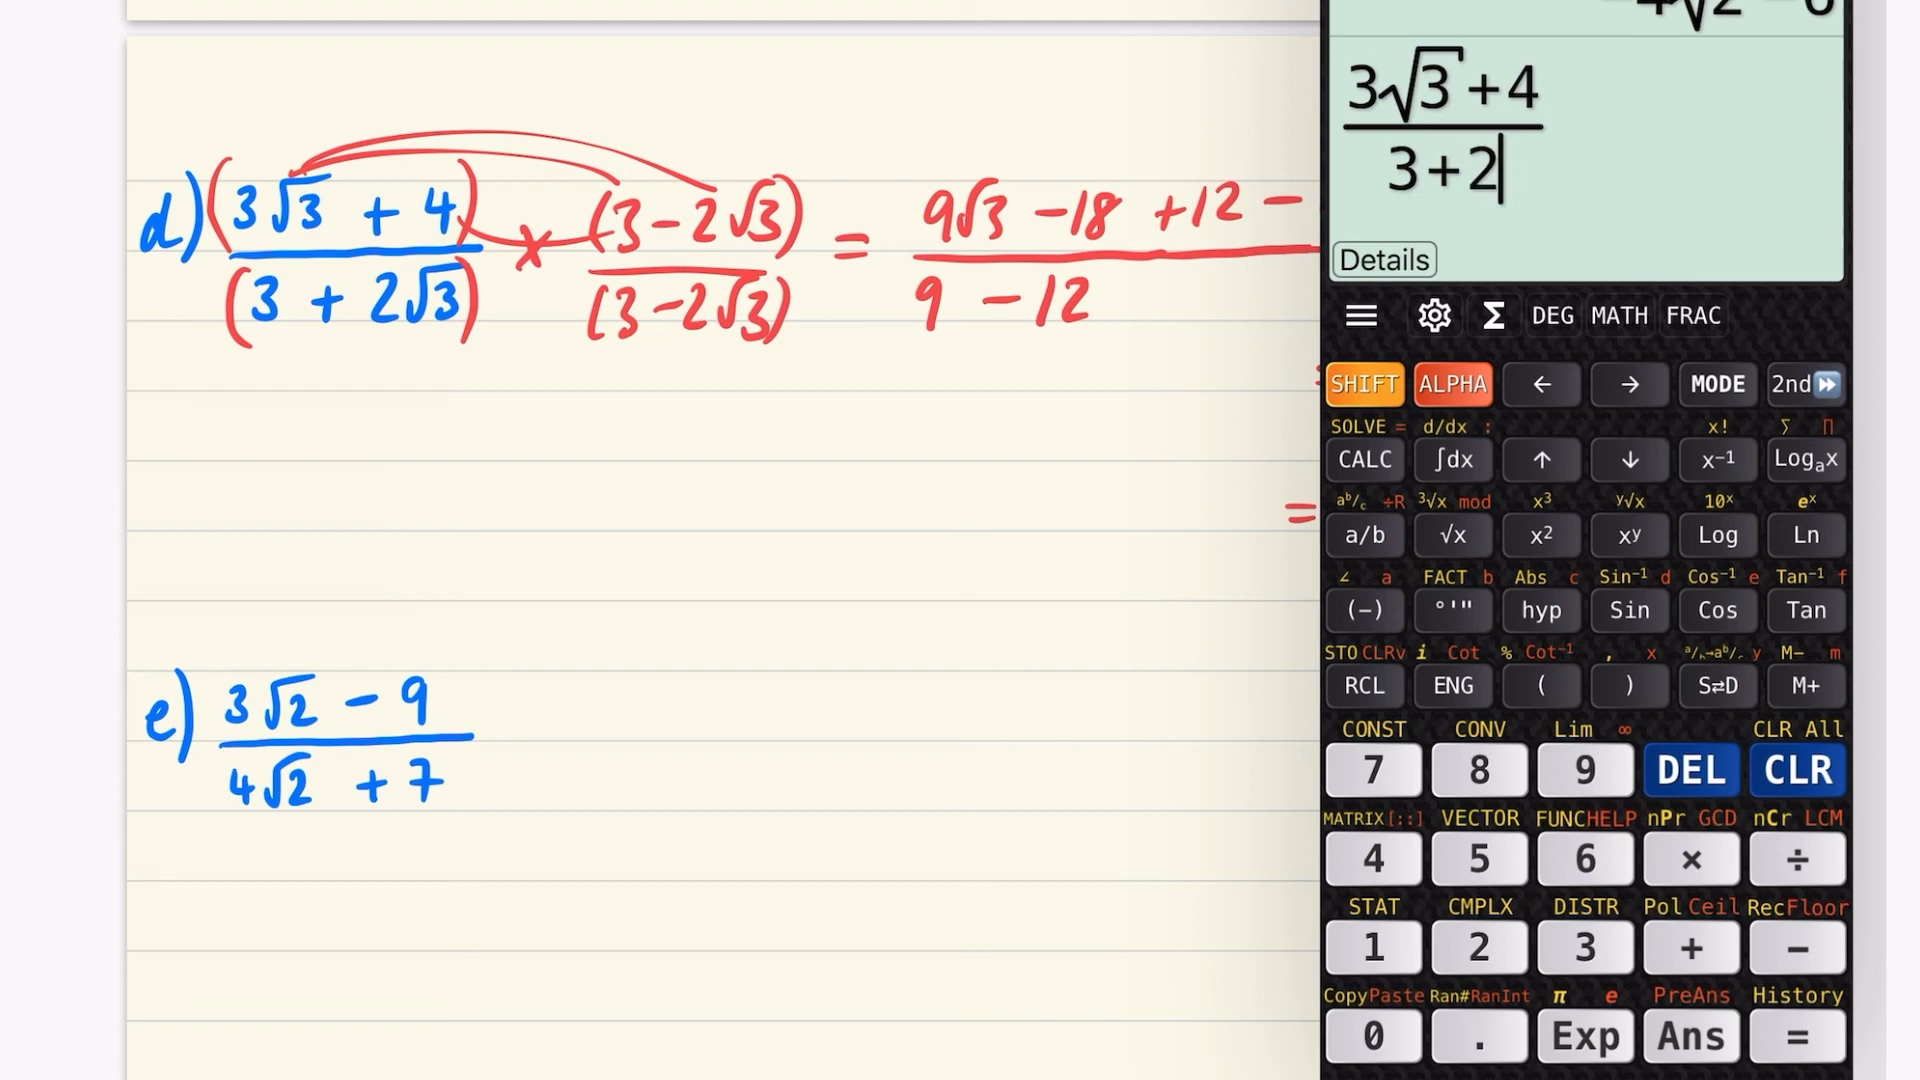 d) (3√3 + 4) × (3-2√3) = 9√3 -18 +12 -
(3 + 2√3) (3-2√3) 9 - 12
=
e) 3√2 - 9
4√2 + 7
3√3+4
3+2
Details
DEG MATH FRAC
SHIFT ALPHA ← → MODE 2nd
SOLVE = d/dx : x! ∑ ∏
CALC ∫dx ↑ ↓ x⁻¹ Logₐx
aᵇ/c ÷R ³√x mod x³ ʸ√x 10ˣ eˣ
a/b √x x² xʸ Log Ln
∠ a FACT b Abs c Sin⁻¹ d Cos⁻¹ e Tan⁻¹ f
(−) °'" hyp Sin Cos Tan
STO CLRv i Cot % Cot⁻¹ , x y M− m
RCL ENG ( ) S⇄D M+
CONST CONV Lim ∞ CLR All
7 8 9 DEL CLR
MATRIX[::] VECTOR FUNC HELP nPr GCD nCr LCM
4 5 6 × ÷
STAT CMPLX DISTR Pol Ceil Rec Floor
1 2 3 + −
Copy Paste Ran# RanInt π e PreAns History
0 . Exp Ans =